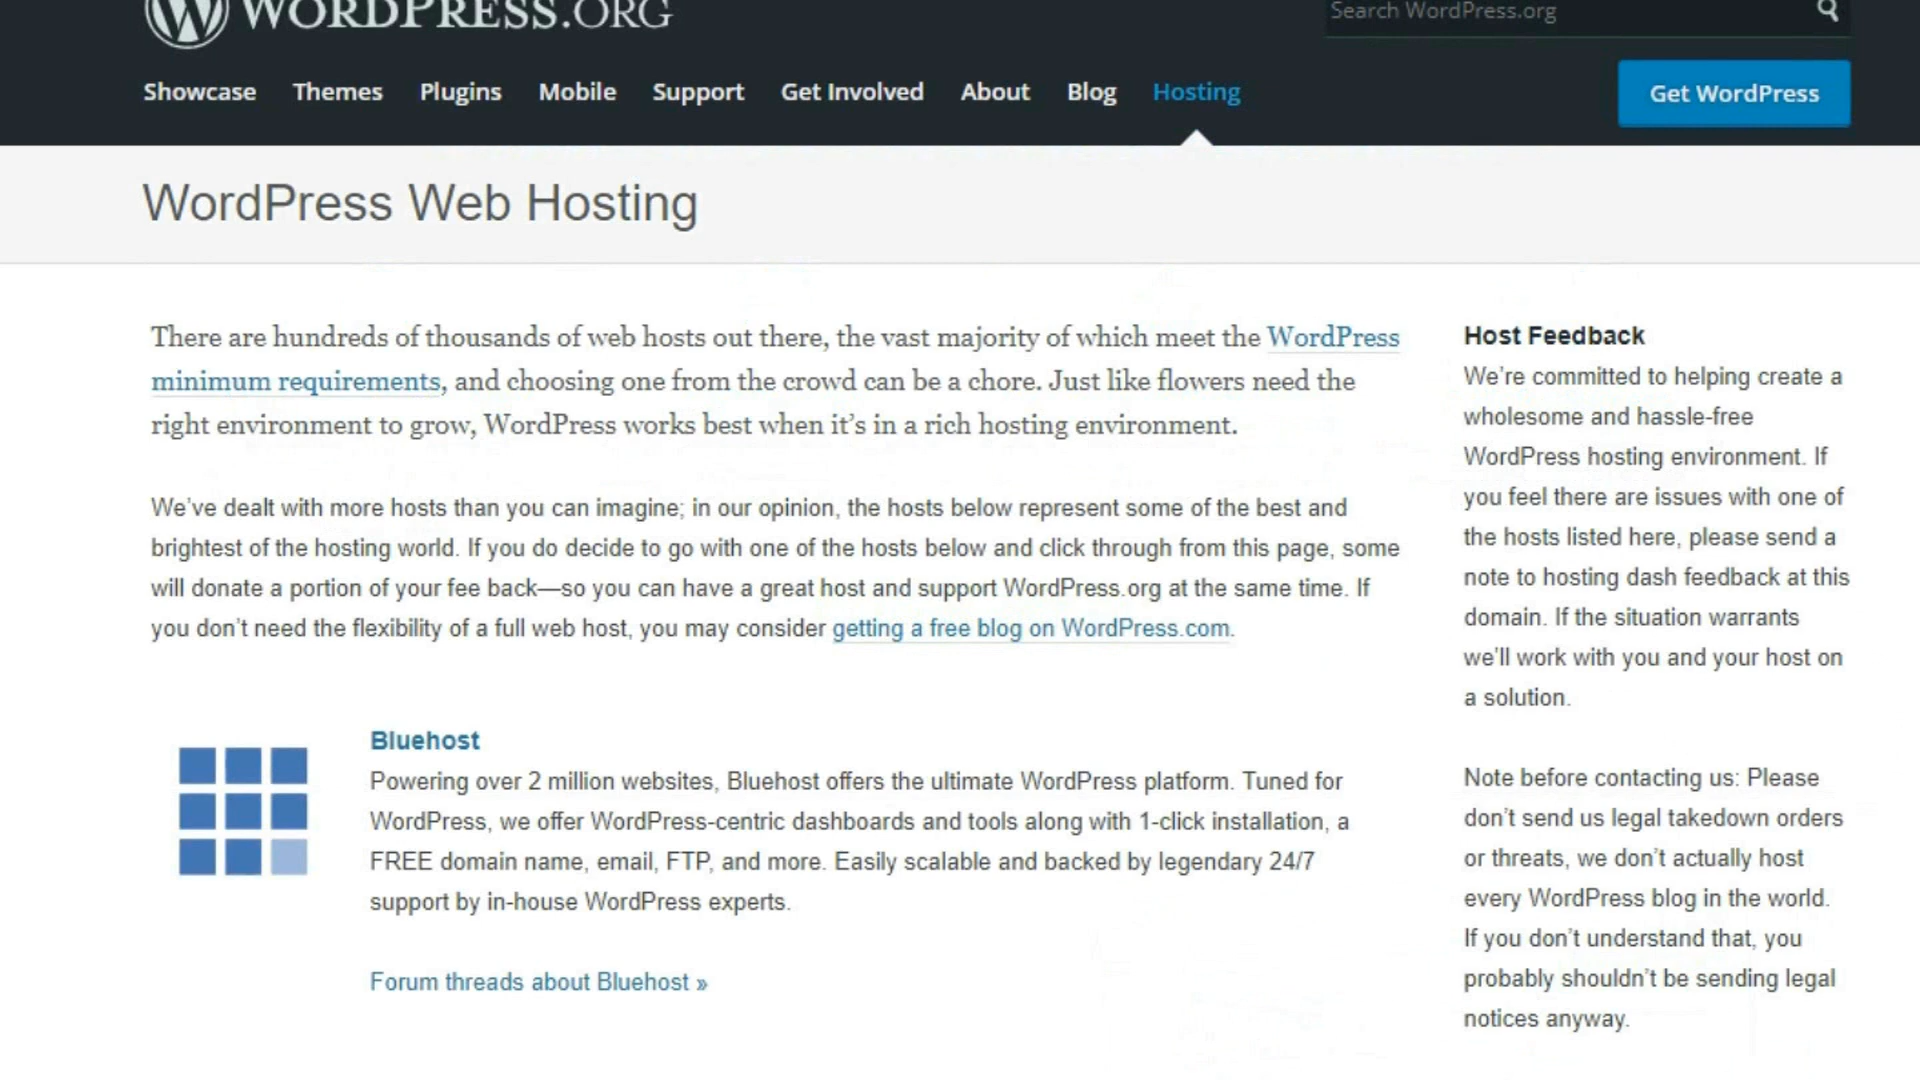 WORDPRESS.ORG
Search WordPress.org
Showcase Themes Plugins Mobile Support Get Involved About Blog Hosting
Get WordPress
WordPress Web Hosting
There are hundreds of thousands of web hosts out there, the vast majority of which meet the WordPress
minimum requirements, and choosing one from the crowd can be a chore. Just like flowers need the
right environment to grow, WordPress works best when it’s in a rich hosting environment.
We’ve dealt with more hosts than you can imagine; in our opinion, the hosts below represent some of the best and
brightest of the hosting world. If you do decide to go with one of the hosts below and click through from this page, some
will donate a portion of your fee back—so you can have a great host and support WordPress.org at the same time. If
you don’t need the flexibility of a full web host, you may consider getting a free blog on WordPress.com.
Bluehost
Powering over 2 million websites, Bluehost offers the ultimate WordPress platform. Tuned for
WordPress, we offer WordPress-centric dashboards and tools along with 1-click installation, a
FREE domain name, email, FTP, and more. Easily scalable and backed by legendary 24/7
support by in-house WordPress experts.
Forum threads about Bluehost »
Host Feedback
We’re committed to helping create a
wholesome and hassle-free
WordPress hosting environment. If
you feel there are issues with one of
the hosts listed here, please send a
note to hosting dash feedback at this
domain. If the situation warrants
we’ll work with you and your host on
a solution.
Note before contacting us: Please
don’t send us legal takedown orders
or threats, we don’t actually host
every WordPress blog in the world.
If you don’t understand that, you
probably shouldn’t be sending legal
notices anyway.